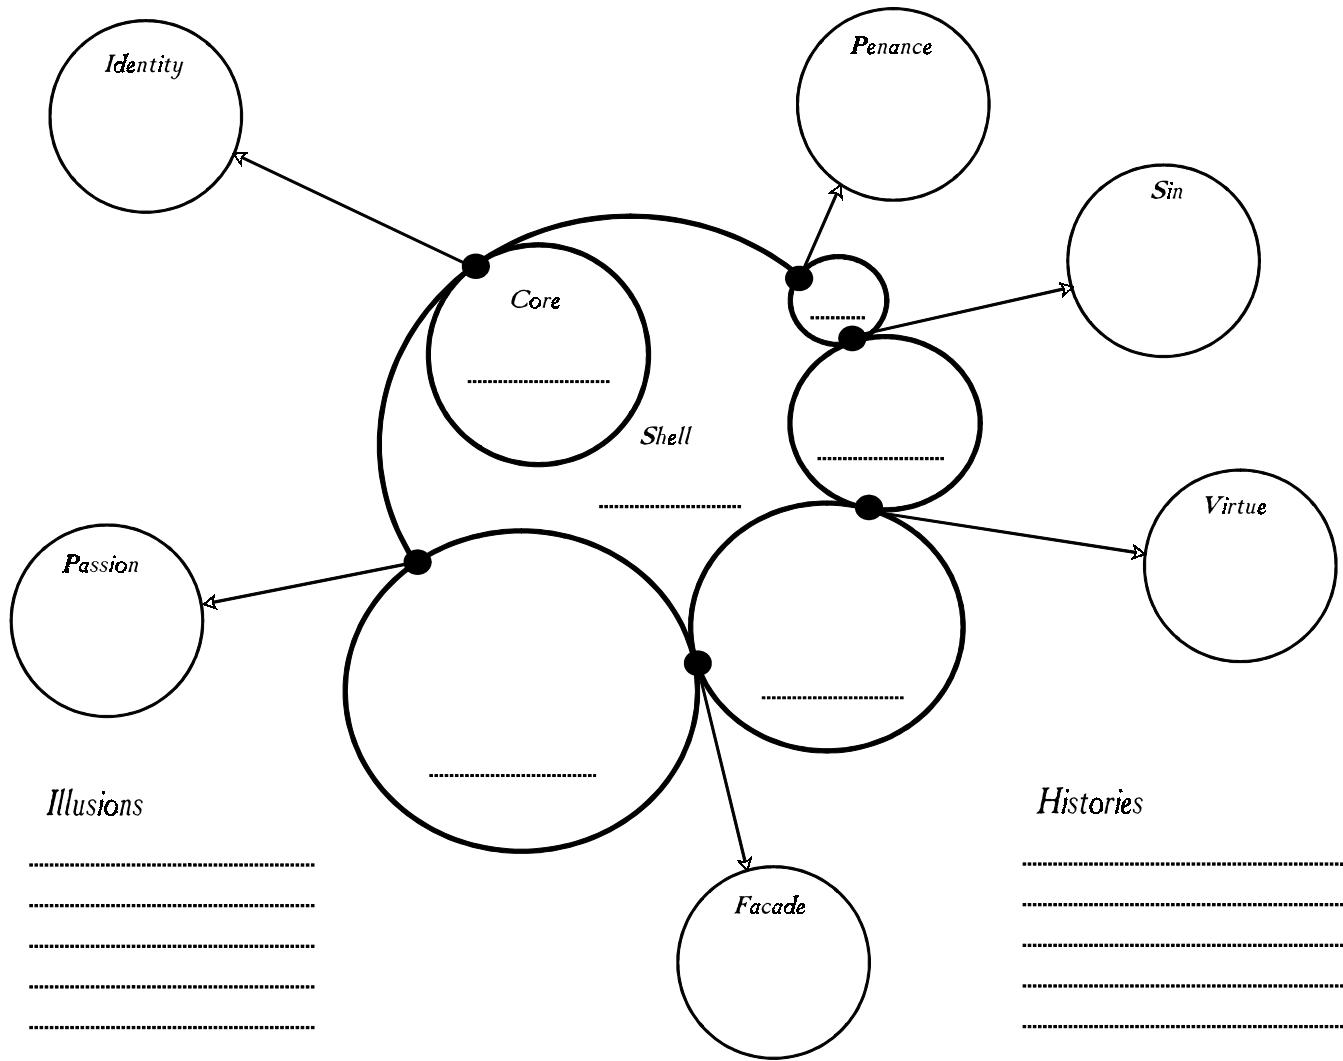 Identity
Penance
Sin
Core
Shell
Virtue
Passion
Illusions
Histories
Facade